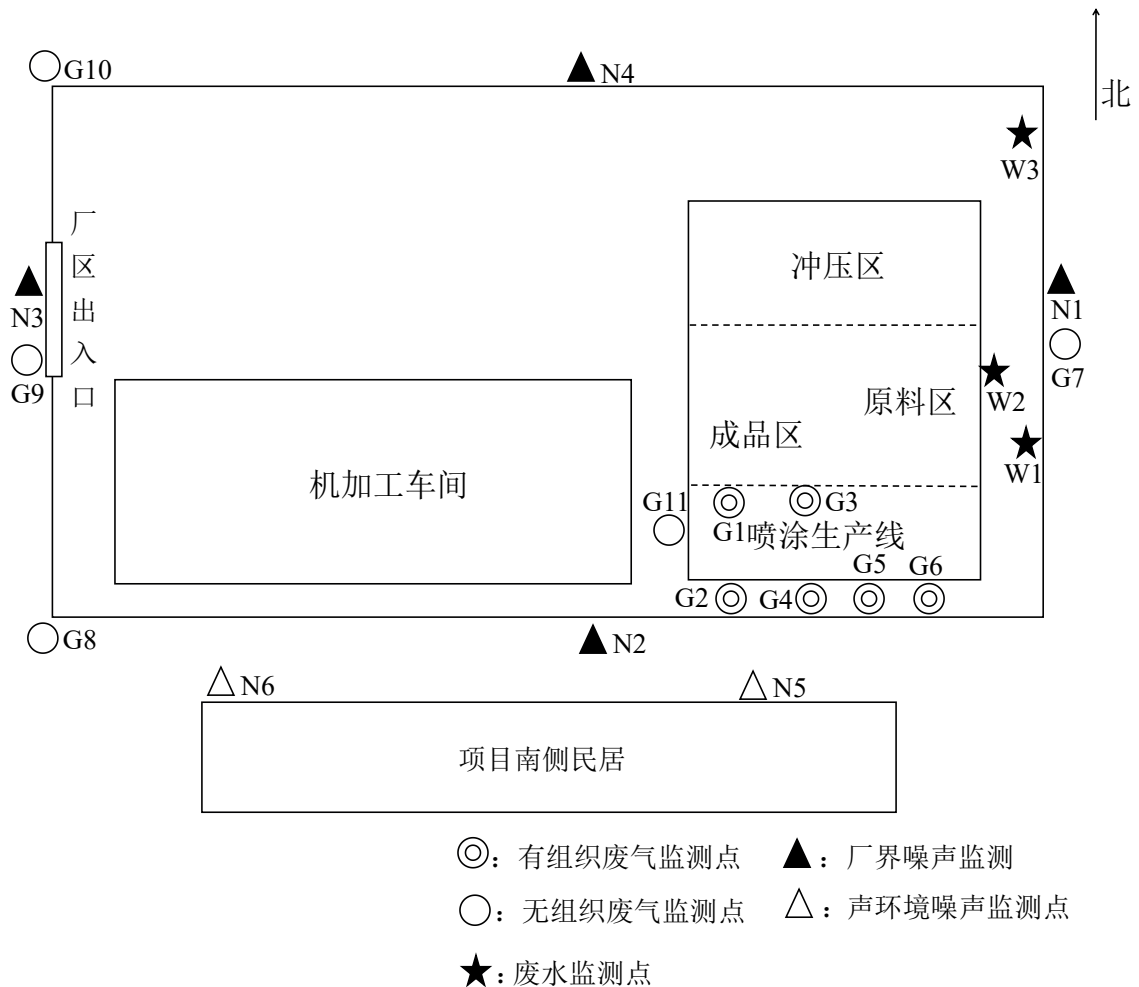 G10
N4
北
W3
厂区出入口
冲压区
N3
N1
G9
G7
原料区
W2
成品区
W1
机加工车间
G11
G1
G3
喷涂生产线
G5
G6
G2
G4
G8
N2
N6
N5
项目南侧民居
◎：有组织废气监测点
▲：厂界噪声监测
○：无组织废气监测点
△：声环境噪声监测点
★：废水监测点